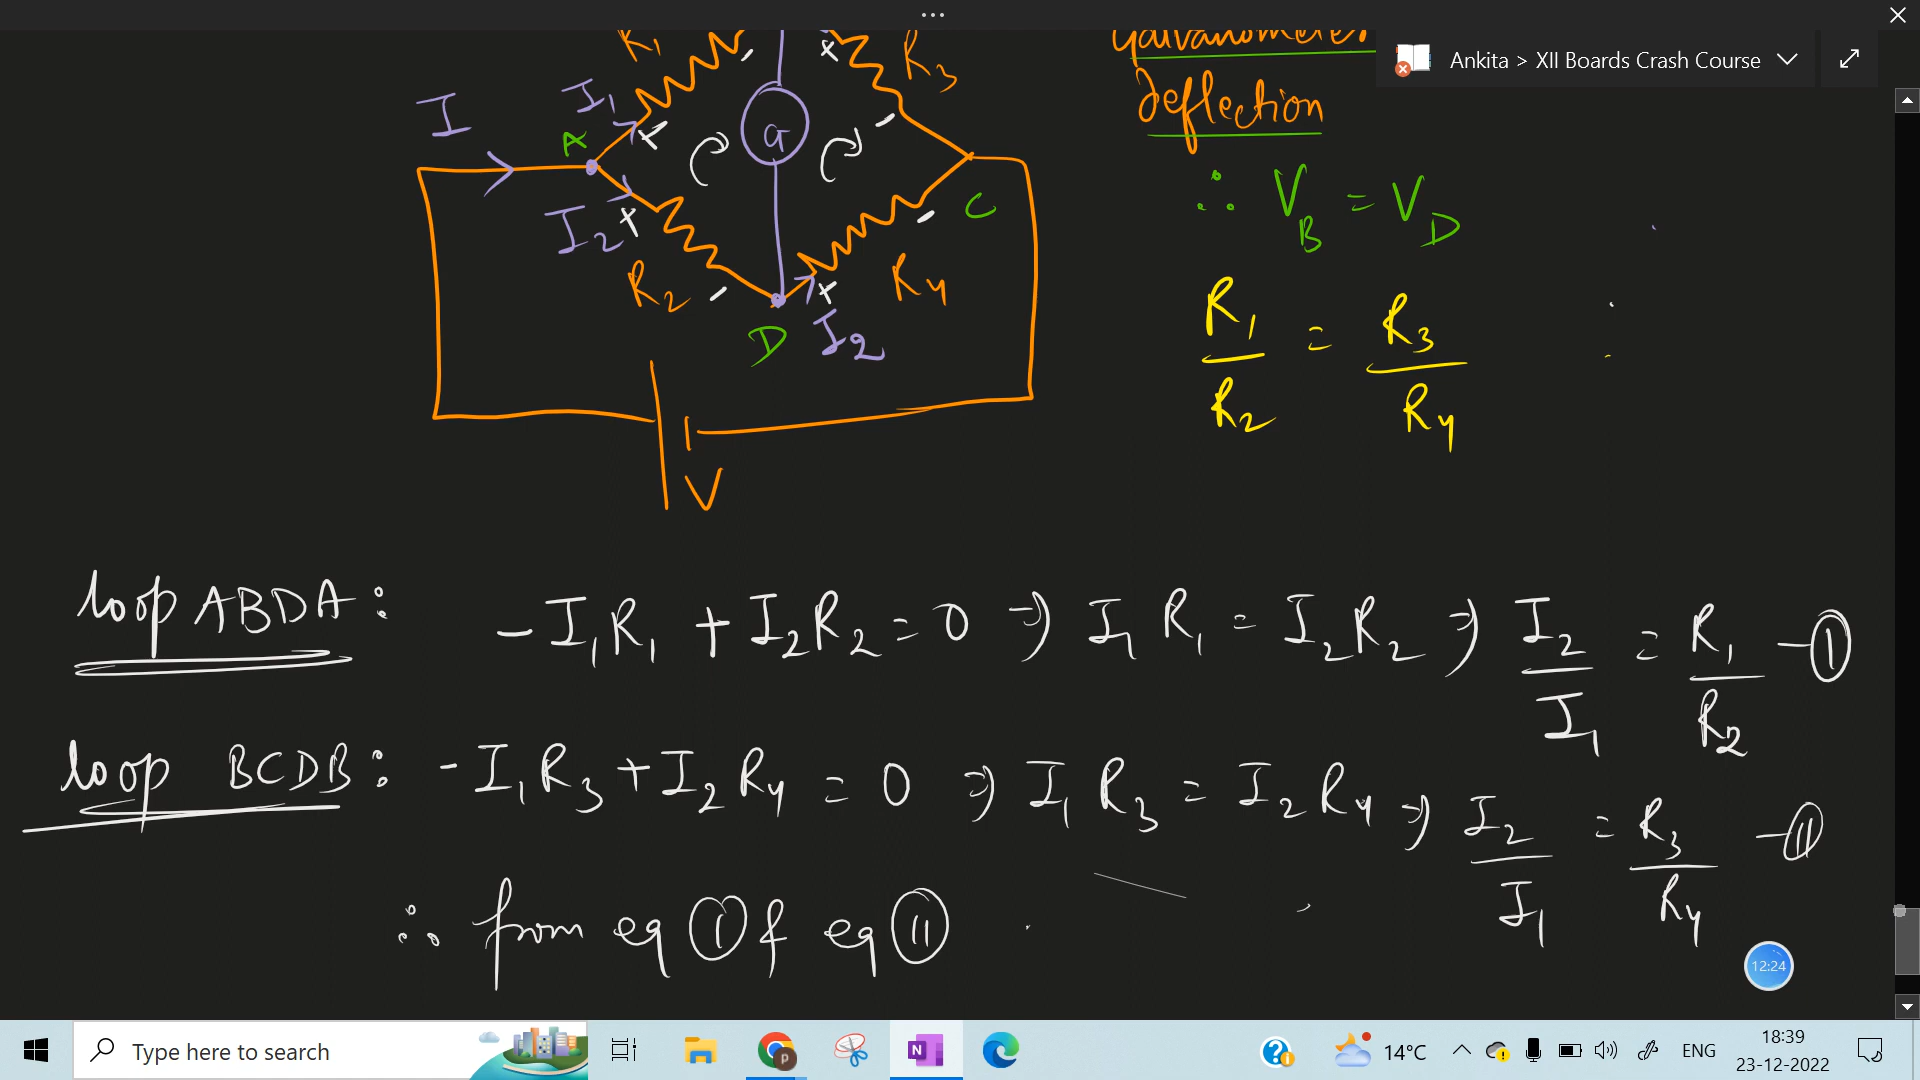 Ankita > XII Boards Crash Course
R1
R3
Galvanometer
deflection
I
I1
A
G
I2
C
∴ VB = VD
R2
R4
D
I2
R1/R2 = R3/R4
V
loop ABDA: -I1R1 + I2R2 = 0 ⇒ I1R1 = I2R2 ⇒ I2/I1 = R1/R2 -Ⓘ
loop BCDB: -I1R3 + I2R4 = 0 ⇒ I1R3 = I2R4 ⇒ I2/I1 = R3/R4 -(II)
∴ from eq Ⓘ & eq (II)
12:24
Type here to search
14°C
ENG
18:39
23-12-2022